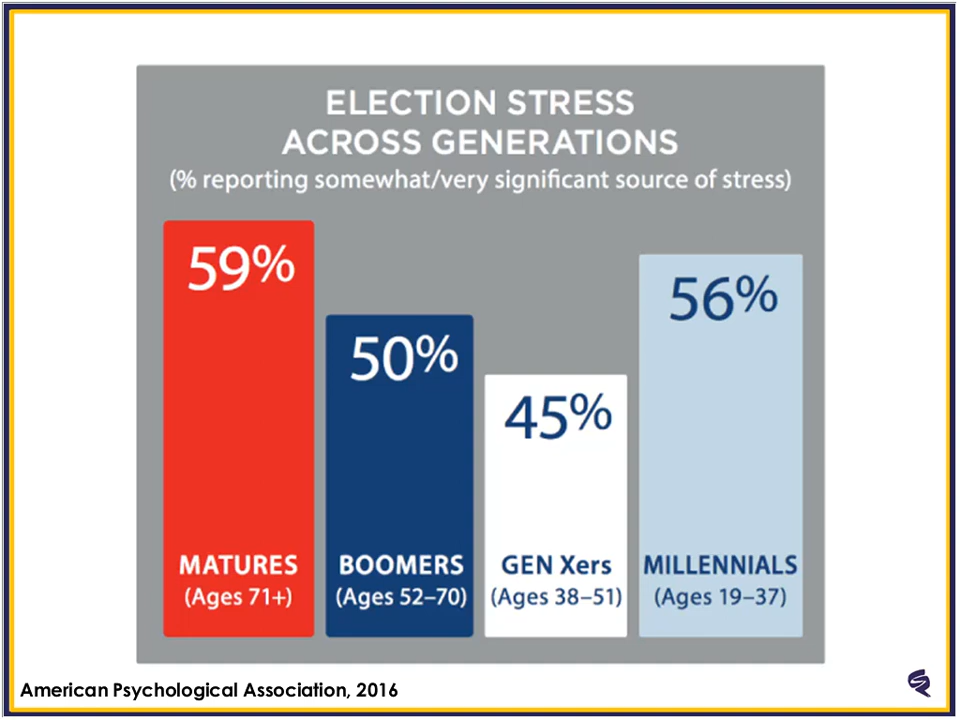 ELECTION STRESS
ACROSS GENERATIONS
(% reporting somewhat/very significant source of stress)
59%
MATURES
(Ages 71+)
50%
BOOMERS
(Ages 52–70)
45%
GEN Xers
(Ages 38–51)
56%
MILLENNIALS
(Ages 19–37)
American Psychological Association, 2016